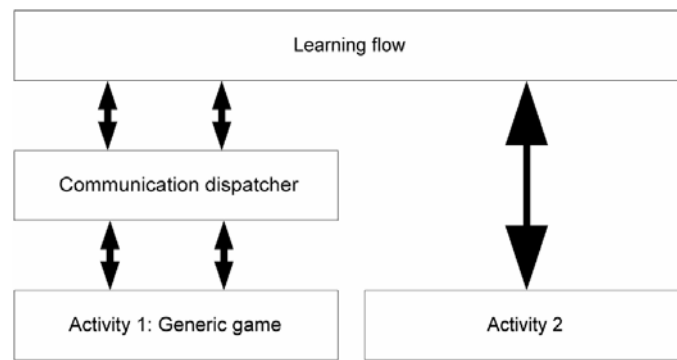 Learning flow
Communication dispatcher
Activity 1: Generic game
Activity 2